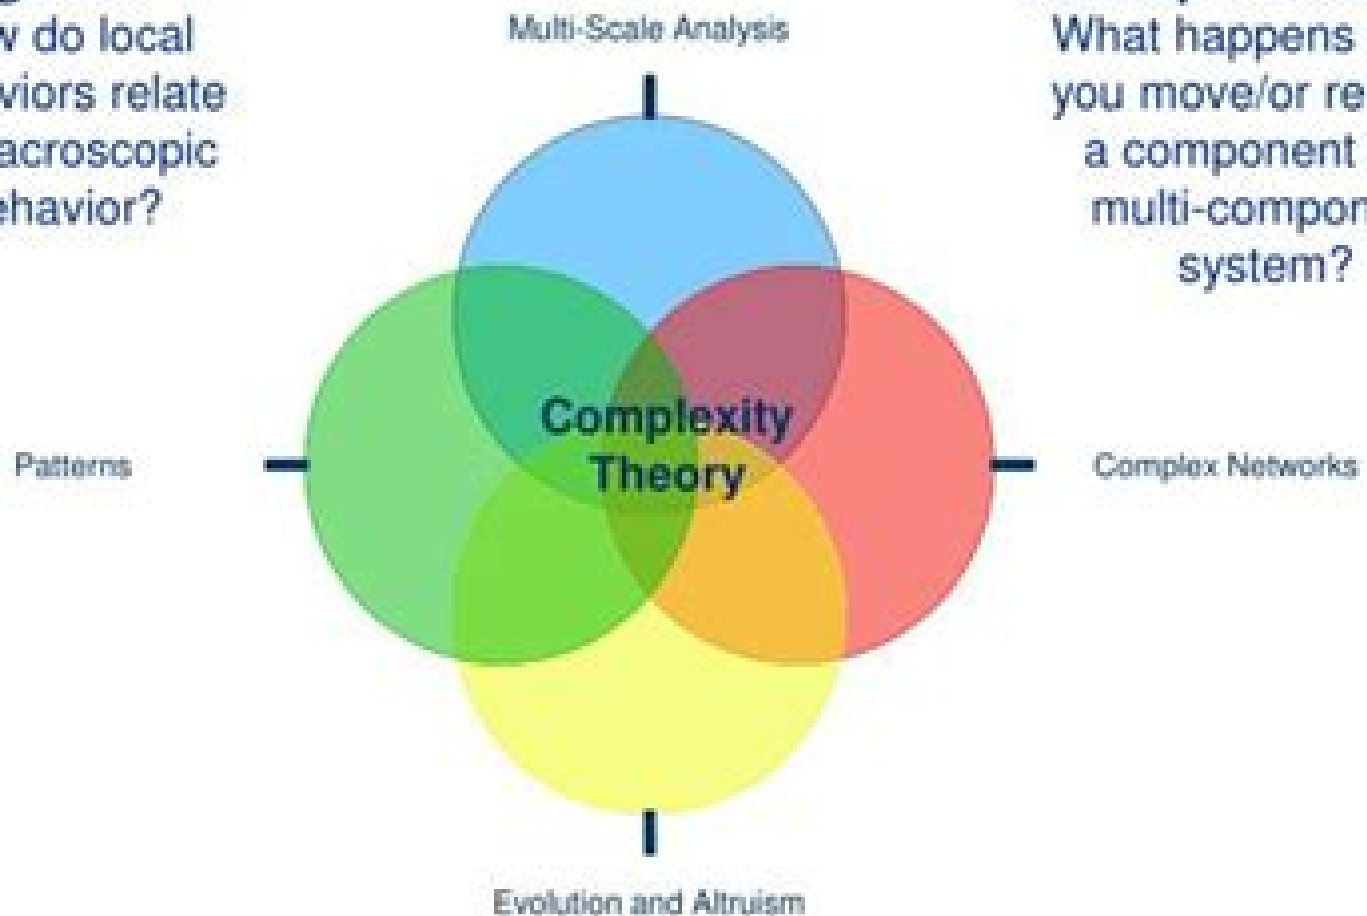 w do local
viors relate
acroscopic
ehavior?
Multi-Scale Analysis
What happens
you move/or re
a component
multi-compon
system?
Patterns
Complexity
Theory
Complex Networks
Evolution and Altruism